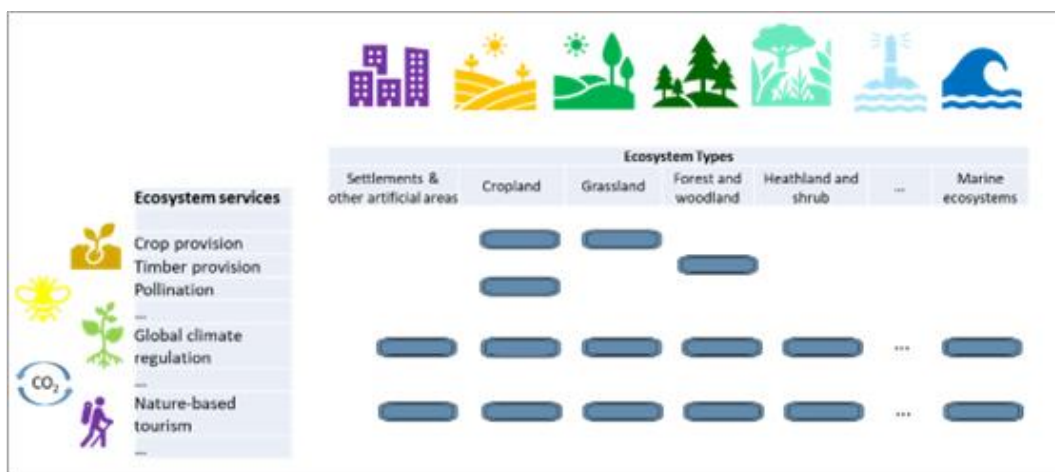 Ecosystem Types
Settlements &
other artificial areas
Cropland
Grassland
Forest and
woodland
Heathland and
shrub
...
Marine
ecosystems
Ecosystem services
Crop provision
Timber provision
Pollination
...
Global climate
regulation
...
...
CO₂
...
Nature-based
tourism
...
...